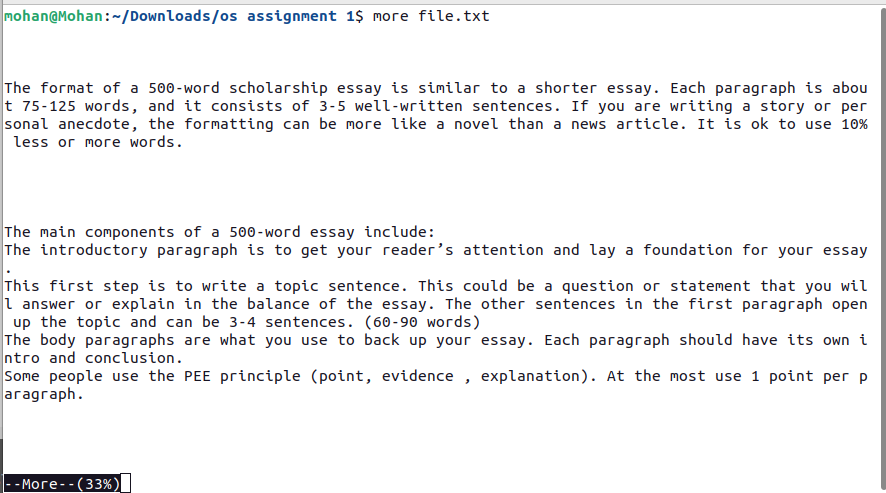 mohan@Mohan:~/Downloads/os assignment 1$ more file.txt
The format of a 500-word scholarship essay is similar to a shorter essay. Each paragraph is abou
t 75-125 words, and it consists of 3-5 well-written sentences. If you are writing a story or per
sonal anecdote, the formatting can be more like a novel than a news article. It is ok to use 10%
 less or more words.
The main components of a 500-word essay include:
The introductory paragraph is to get your reader’s attention and lay a foundation for your essay
.
This first step is to write a topic sentence. This could be a question or statement that you wil
l answer or explain in the balance of the essay. The other sentences in the first paragraph open
 up the topic and can be 3-4 sentences. (60-90 words)
The body paragraphs are what you use to back up your essay. Each paragraph should have its own i
ntro and conclusion.
Some people use the PEE principle (point, evidence , explanation). At the most use 1 point per p
aragraph.
--More--(33%)